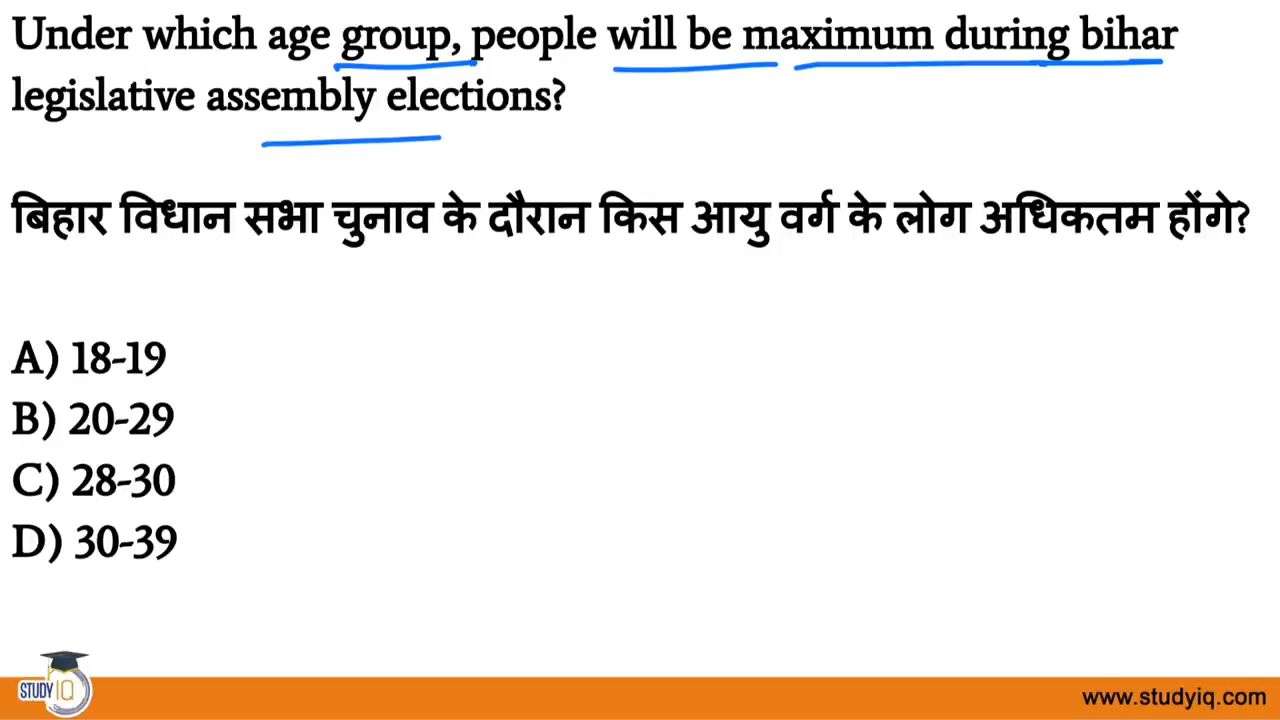 Under which age group, people will be maximum during bihar
legislative assembly elections?
बिहार विधान सभा चुनाव के दौरान किस आयु वर्ग के लोग अधिकतम होंगे?
A) 18-19
B) 20-29
C) 28-30
D) 30-39
STUDY IQ
www.studyiq.com